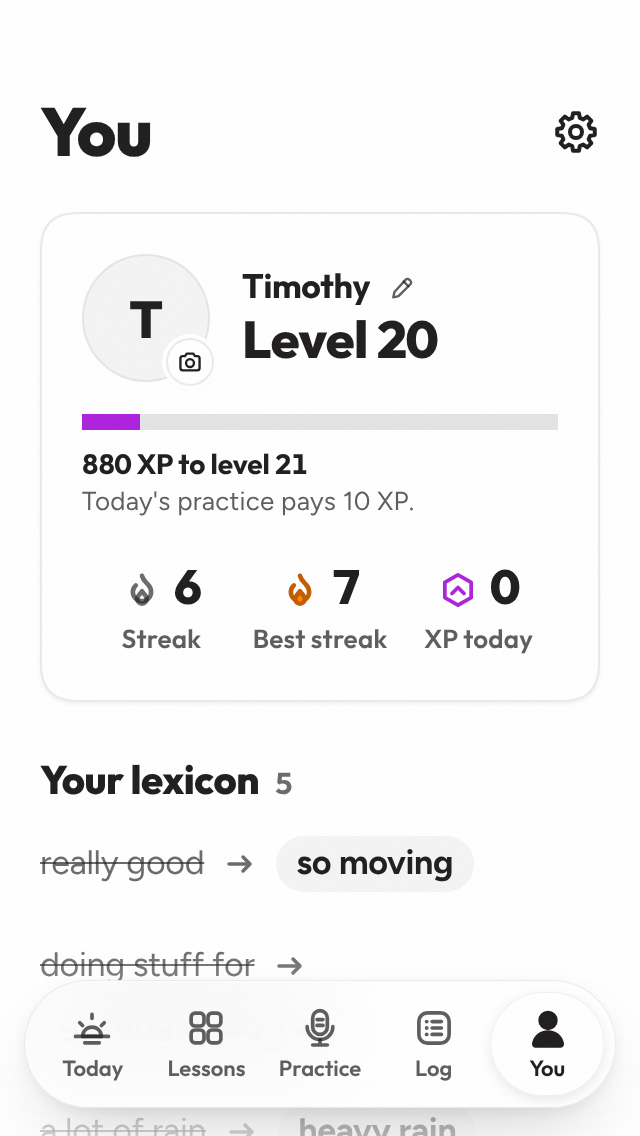 You
T
Timothy
Level 20
880 XP to level 21
Today's practice pays 10 XP.
6
7
0
Streak
Best streak
XP today
Your lexicon 5
really good → so moving
doing stuff for →
Today
Lessons
Practice
Log
You
a lot of rain → heavy rain